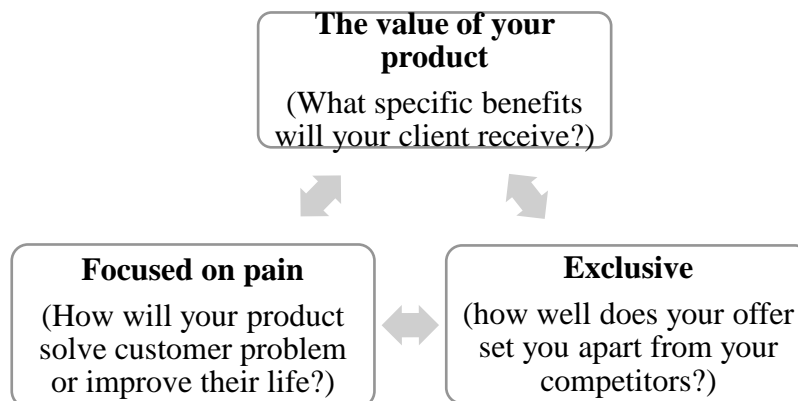 The value of your
product
(What specific benefits
will your client receive?)
Focused on pain
(How will your product
solve customer problem
or improve their life?)
Exclusive
(how well does your offer
set you apart from your
competitors?)